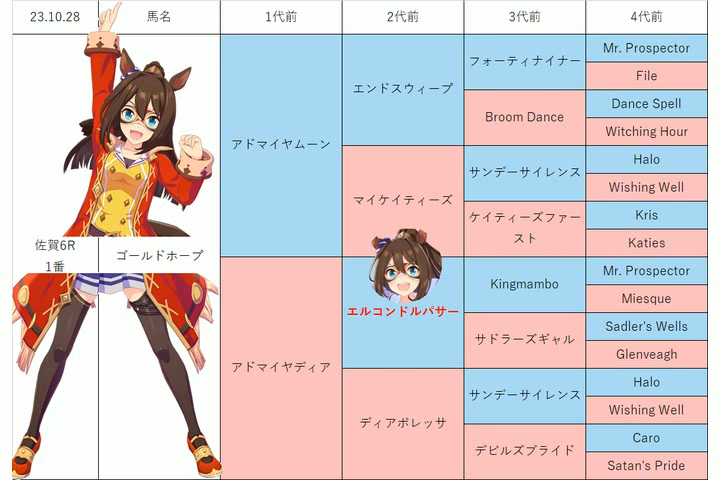 23.10.28 馬名 1代前 2代前 3代前 4代前
佐賀6R
1番
ゴールドホープ
アドマイヤムーン
アドマイヤディア
エンドスウィープ
マイケイティーズ
エルコンドルパサー
ディアボレッサ
フォーティナイナー
Broom Dance
サンデーサイレンス
ケイティーズファー
スト
Kingmambo
サドラーズギャル
サンデーサイレンス
デビルズプライド
Mr. Prospector
File
Dance Spell
Witching Hour
Halo
Wishing Well
Kris
Katies
Mr. Prospector
Miesque
Sadler's Wells
Glenveagh
Halo
Wishing Well
Caro
Satan's Pride